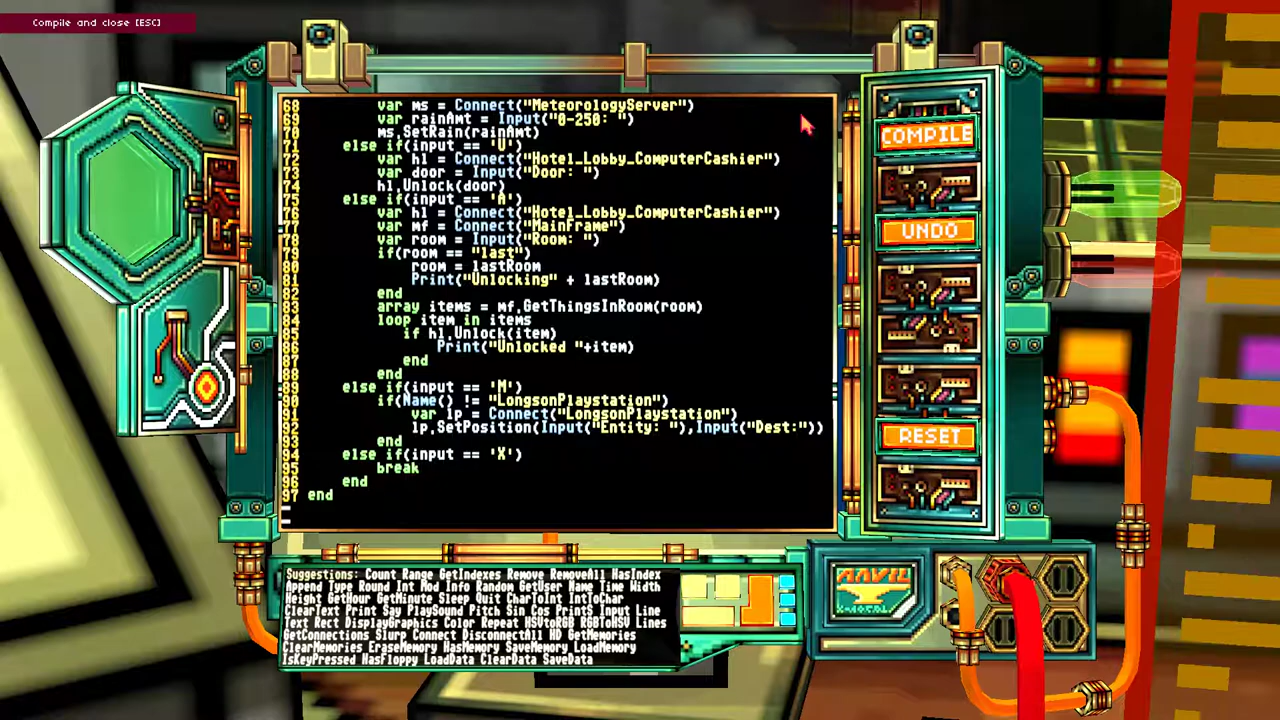 Compile and close [ESC]
68 var ms = Connect("MeteorologyServer")
69 var rainAmt = Input("0-250: ")
70 ms.SetRain(rainAmt)
71 else if(input == 'U')
72 var hl = Connect("Hotel_Lobby_ComputerCashier")
73 var door = Input("Door: ")
74 hl.Unlock(door)
75 else if(input == 'A')
76 var hl = Connect("Hotel_Lobby_ComputerCashier")
77 var mf = Connect("MainFrame")
78 var room = Input("Room: ")
79 if(room == "last")
80 room = lastRoom
81 Print("Unlocking" + lastRoom)
82 end
83 array items = mf.GetThingsInRoom(room)
84 loop item in items
85 if hl.Unlock(item)
86 Print("Unlocked "+item)
87 end
88 end
89 else if(input == 'M')
90 if(Name() != "LongsonPlaystation")
91 var lp = Connect("LongsonPlaystation")
92 lp.SetPosition(Input("Entity: "),Input("Dest:"))
93 end
94 else if(input == 'X')
95 break
96 end
97 end
COMPILE
UNDO
RESET
Suggestions: Count Range GetIndexes Remove RemoveAll HasIndex
Append Type Round Int Mod Info Random GetUser Name Time Width
Height GetHour GetMinute Sleep Quit CharToInt IntToChar
ClearText Print Say PlaySound Pitch Sin Cos PrintS Input Line
Text Rect DisplayGraphics Color Repeat HSVtoRGB RGBToHSV Lines
GetConnections Slurp Connect DisconnectAll HD GetMemories
ClearMemories EraseMemory HasMemory SaveMemory LoadMemory
IsKeyPressed HasFloppy LoadData ClearData SaveData
ANVIL